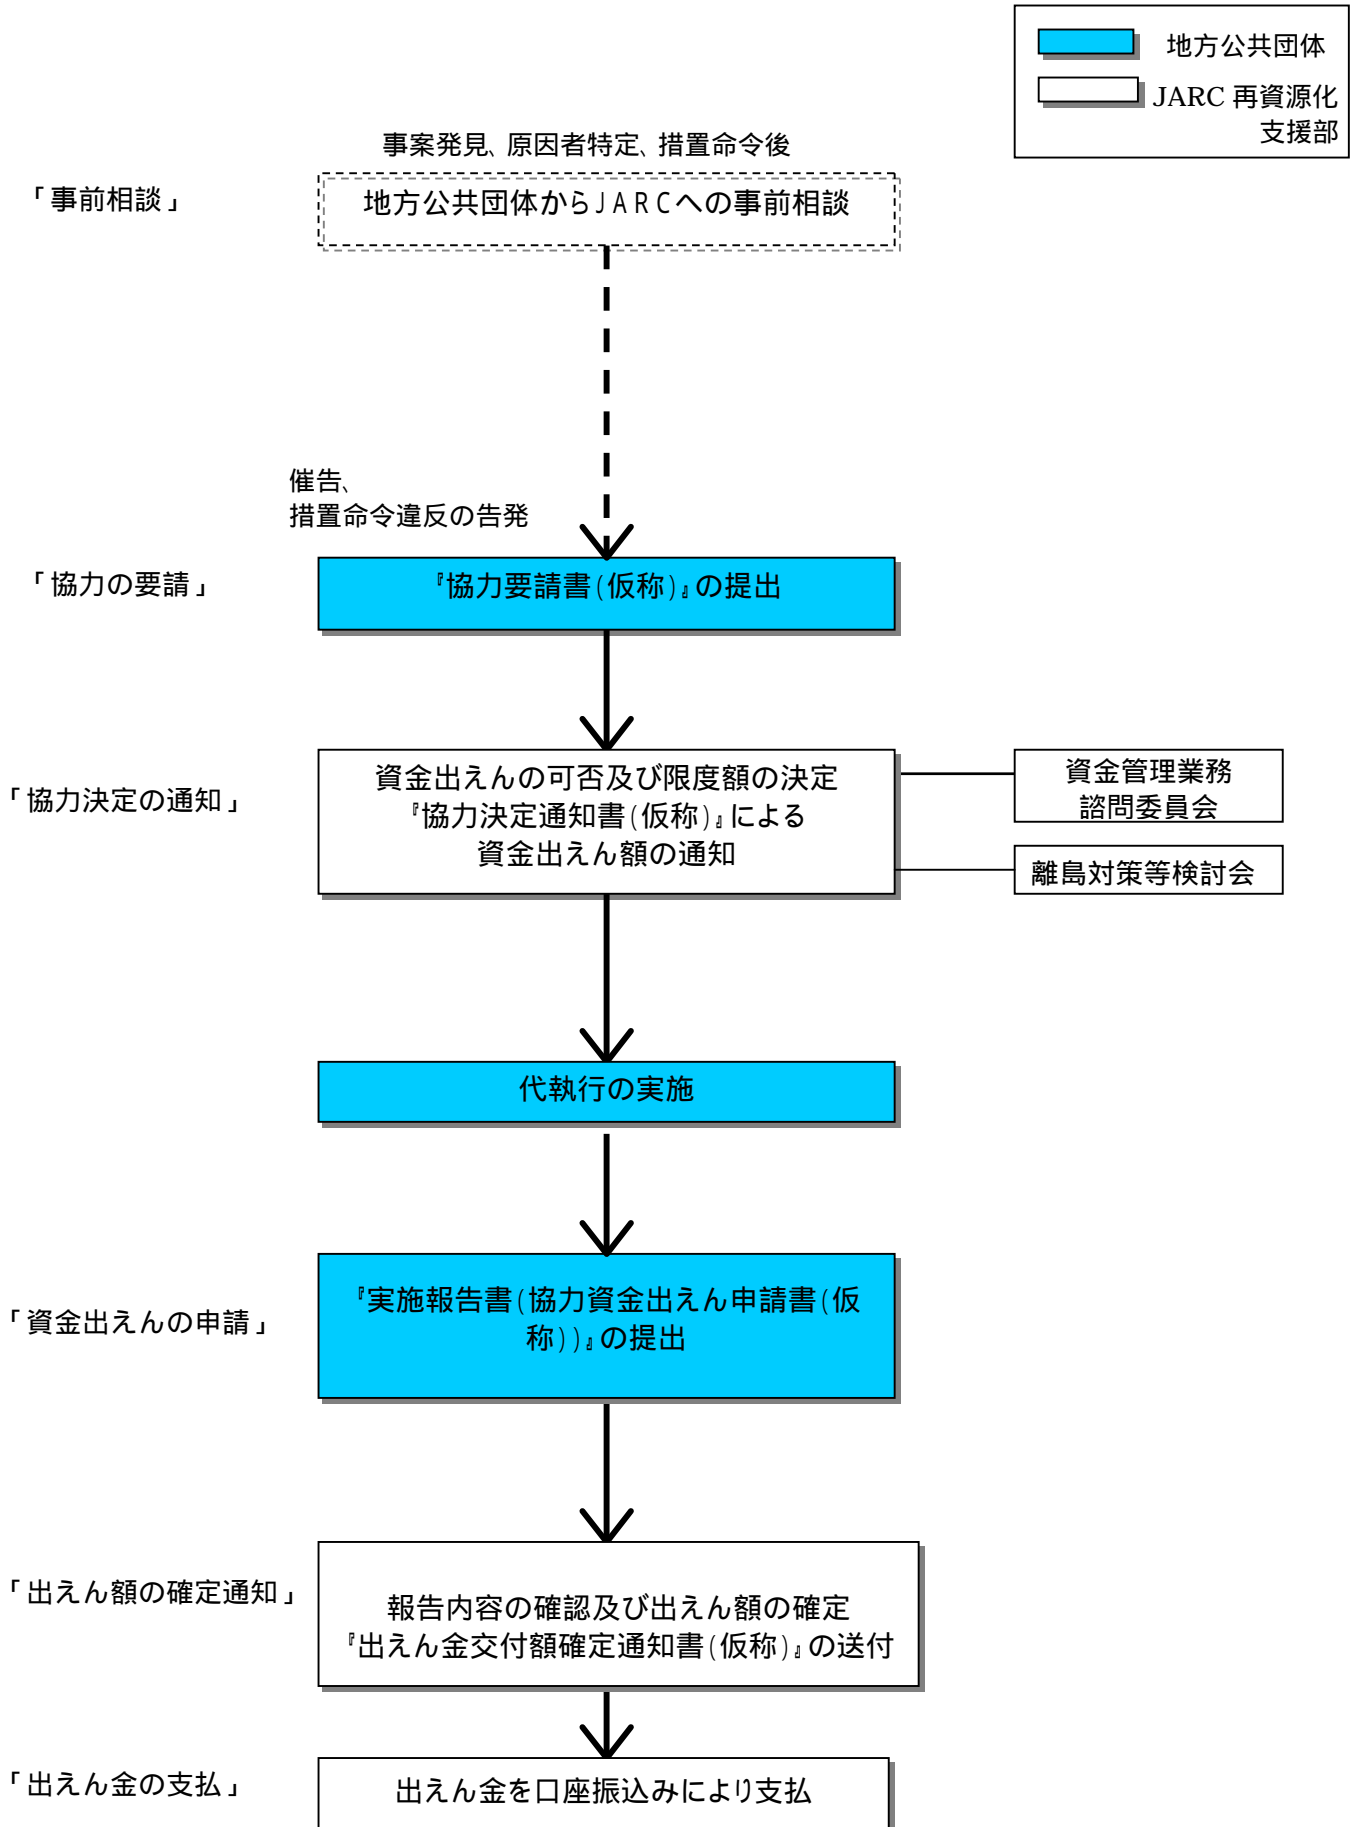 地方公共団体
JARC 再資源化
支援部
事案発見、原因者特定、措置命令後
「事前相談」
地方公共団体からJARCへの事前相談
催告、
措置命令違反の告発
「協力の要請」
『協力要請書(仮称)』の提出
「協力決定の通知」
資金出えんの可否及び限度額の決定
『協力決定通知書(仮称)』による
資金出えん額の通知
資金管理業務
諮問委員会
離島対策等検討会
代執行の実施
「資金出えんの申請」
『実施報告書(協力資金出えん申請書(仮
称))』の提出
「出えん額の確定通知」
報告内容の確認及び出えん額の確定
『出えん金交付額確定通知書(仮称)』の送付
「出えん金の支払」
出えん金を口座振込みにより支払